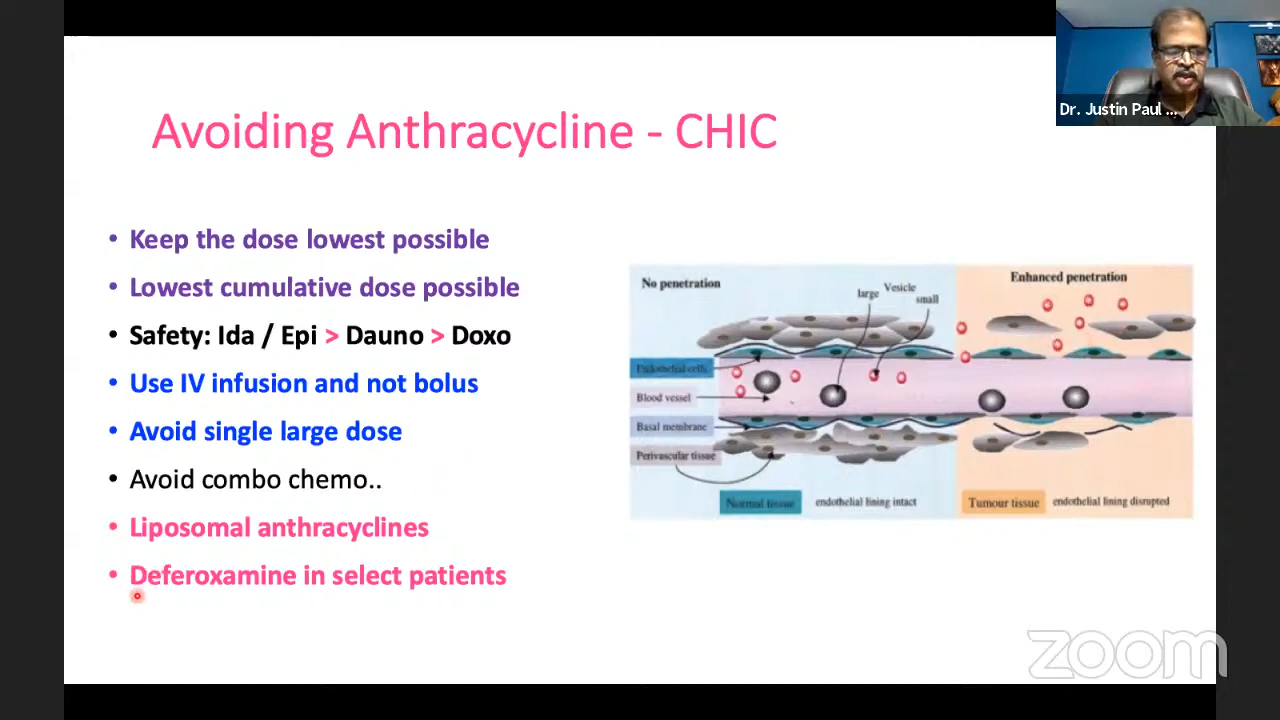 Dr. Justin Paul ...
Avoiding Anthracycline - CHIC
• Keep the dose lowest possible
• Lowest cumulative dose possible
• Safety: Ida / Epi > Dauno > Doxo
• Use IV infusion and not bolus
• Avoid single large dose
• Avoid combo chemo..
• Liposomal anthracyclines
• Deferoxamine in select patients
No penetration
Enhanced penetration
Vesicle
large
small
Endothelial cells
Blood vessel
Basal membrane
Perivascular tissue
Normal tissue endothelial lining intact
Tumour tissue endothelial lining disrupted
zoom